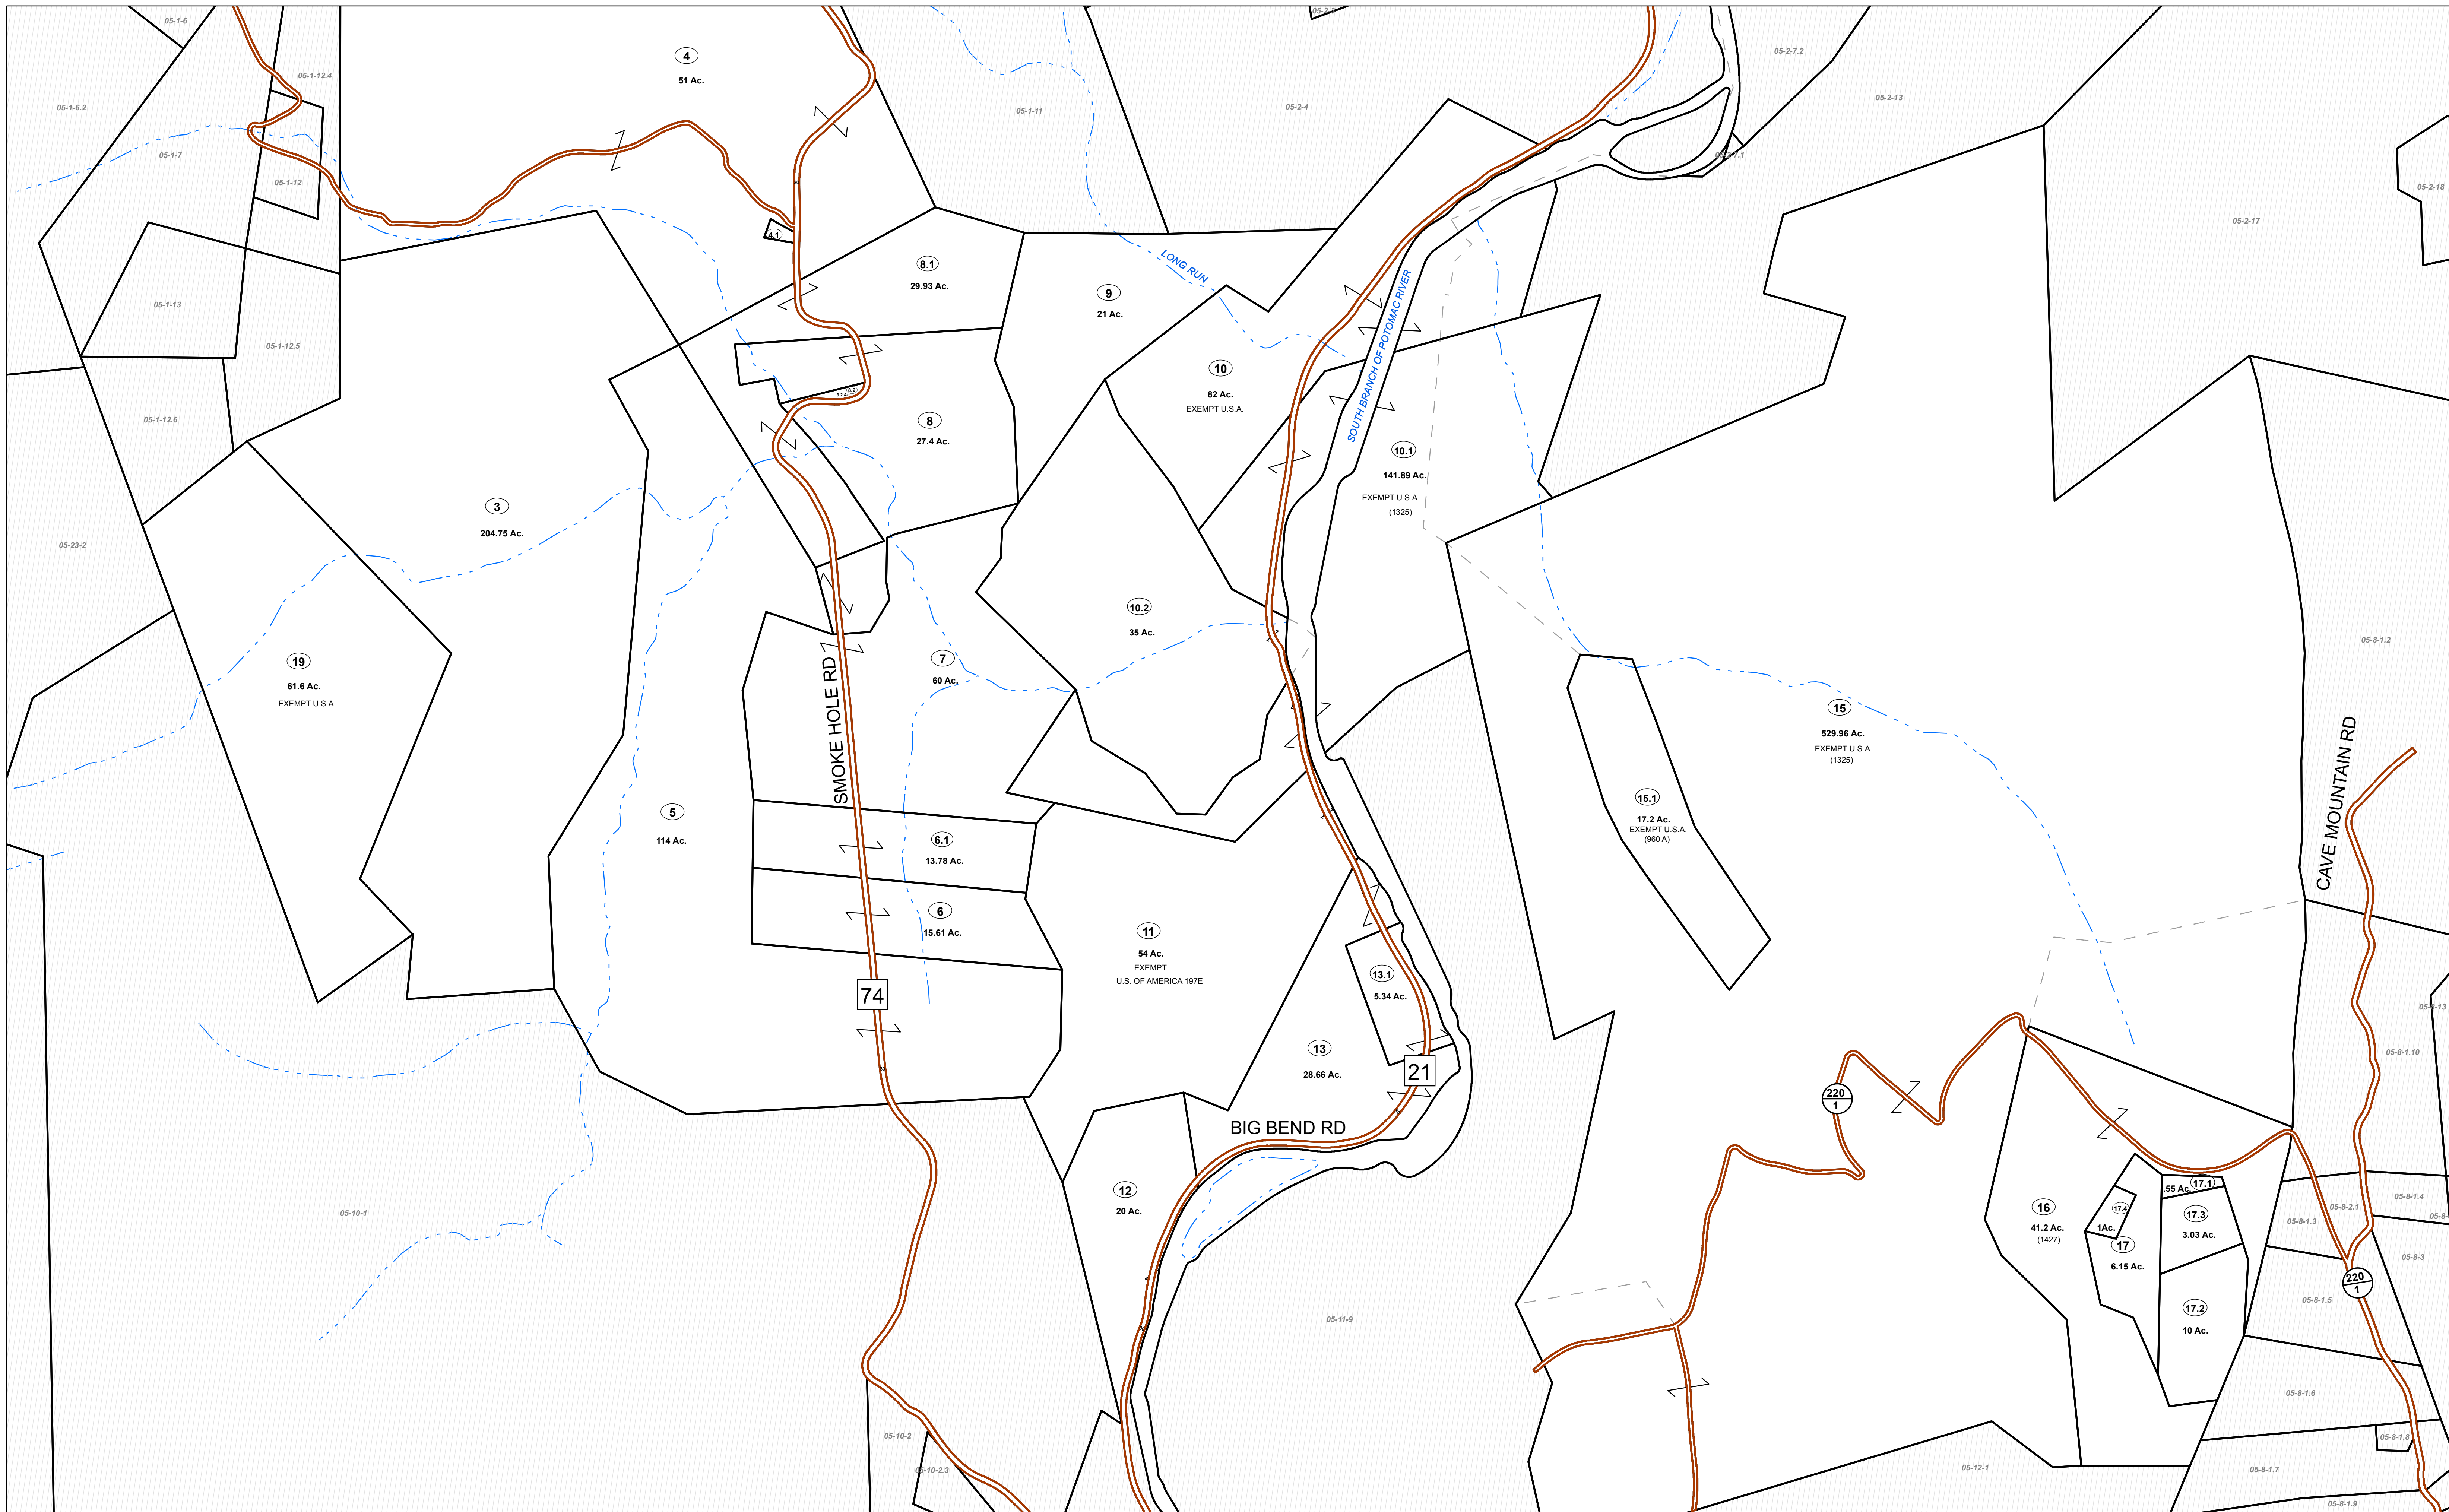 05-1-6
4
51 Ac.
05-1-12.4
05-1-6.2
05-1-7
05-1-12
05-1-11
05-2-4
05-2-7.2
05-2-13
05-2-17
05-2-18
4.1
05-1-13
05-1-12.5
05-1-12.6
8.1
29.93 Ac.
LONG RUN
9
21 Ac.
SOUTH BRANCH OF POTOMAC RIVER
8.2
3.2 Ac.
8
27.4 Ac.
10
82 Ac.
EXEMPT U.S.A.
10.1
141.89 Ac.
EXEMPT U.S.A.
(1325)
3
204.75 Ac.
05-23-2
10.2
35 Ac.
19
61.6 Ac.
EXEMPT U.S.A.
7
60 Ac.
SMOKE HOLE RD
05-8-1.2
15
529.96 Ac.
EXEMPT U.S.A.
(1325)
15.1
17.2 Ac.
EXEMPT U.S.A.
(960 A)
CAVE MOUNTAIN RD
5
114 Ac.
6.1
13.78 Ac.
6
15.61 Ac.
11
54 Ac.
EXEMPT
U.S. OF AMERICA 197E
13.1
5.34 Ac.
74
13
28.66 Ac.
21
BIG BEND RD
05-8-1.10
220
1
12
20 Ac.
05-10-1
16
41.2 Ac.
(1427)
17.4
1Ac.
17
6.15 Ac.
.55 Ac.
17.1
17.3
3.03 Ac.
17.2
10 Ac.
05-8-2.1
05-8-1.3
05-8-1.4
05-8-3
220
1
05-8-1.5
05-11-9
05-8-1.6
05-10-2
05-10-2.3
05-12-1
05-8-1.8
05-8-1.7
05-8-1.9